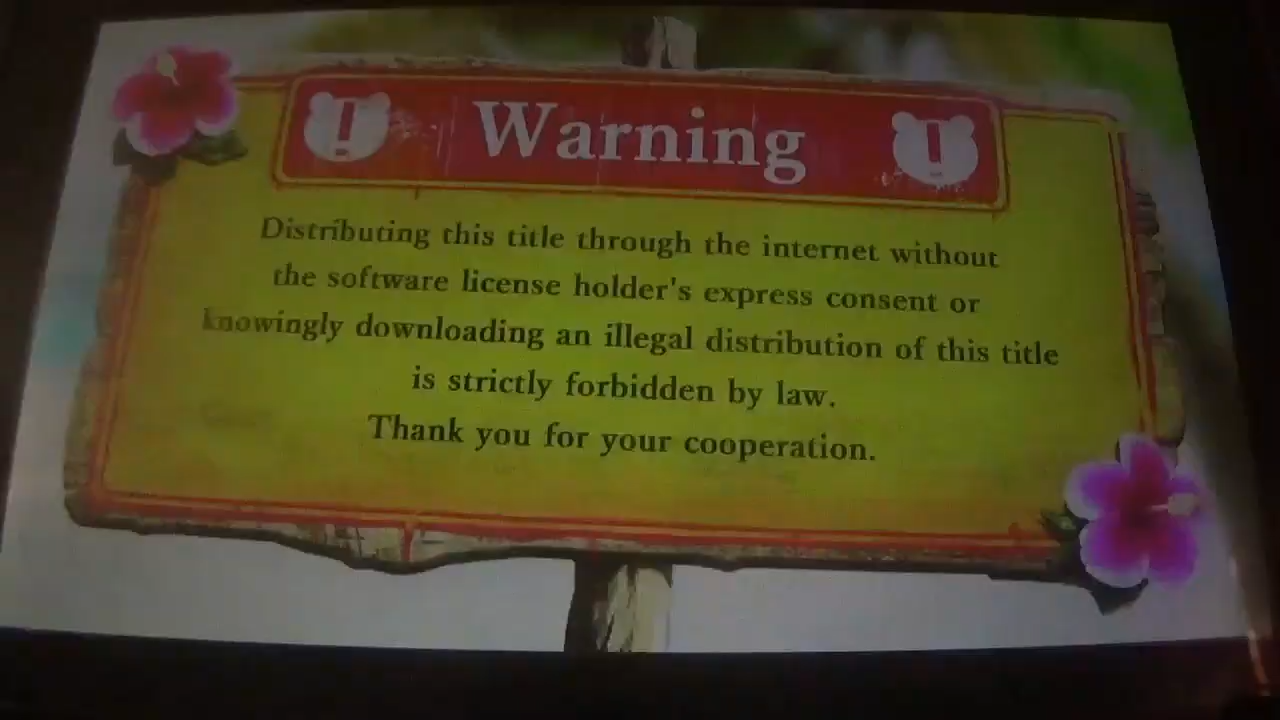 Warning
Distributing this title through the internet without
the software license holder's express consent or
knowingly downloading an illegal distribution of this title
is strictly forbidden by law.
Thank you for your cooperation.